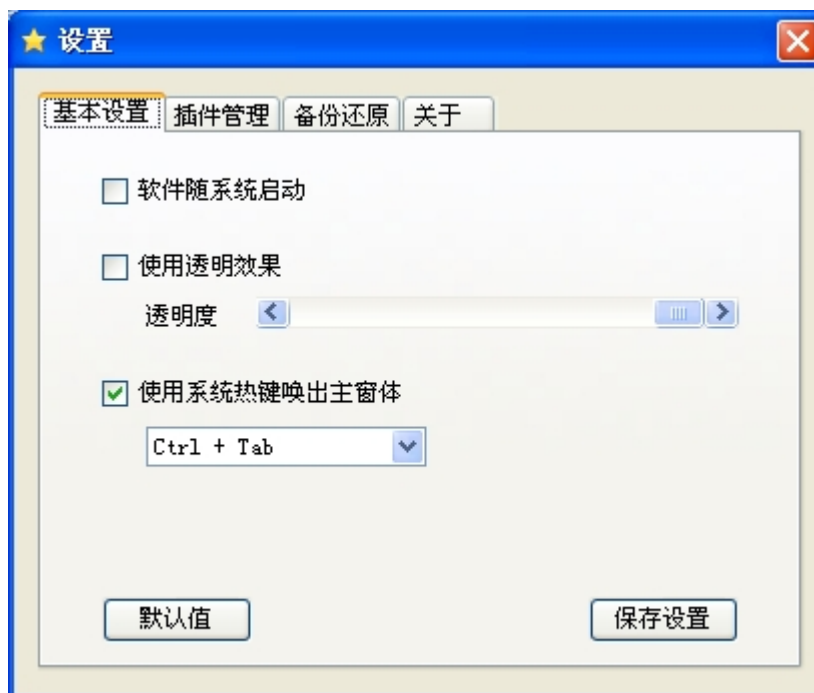 设置
基本设置 插件管理 备份还原 关于
软件随系统启动
使用透明效果
透明度
使用系统热键唤出主窗体
Ctrl + Tab
默认值 保存设置